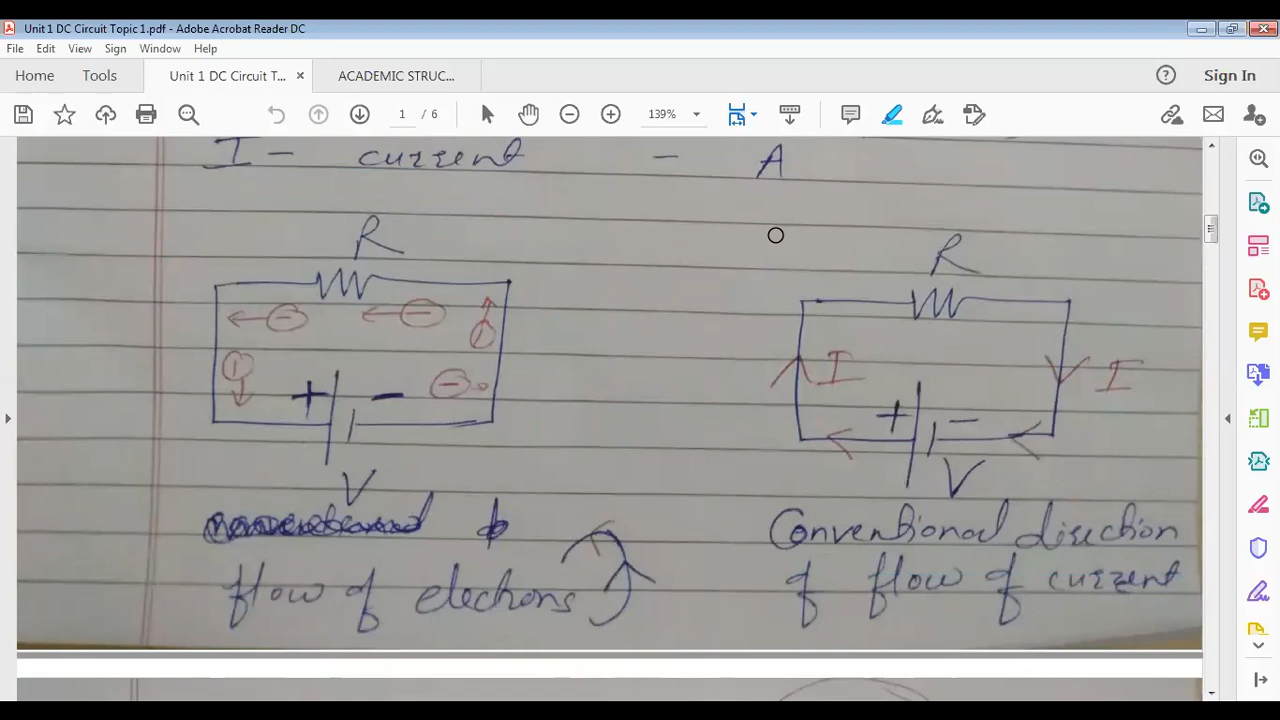 Unit 1 DC Circuit Topic 1.pdf - Adobe Acrobat Reader DC
File Edit View Sign Window Help
Home Tools Unit 1 DC Circuit T... × ACADEMIC STRUC... ? Sign In
1 / 6 139%
I - current - A
R
R
+ -
I
I
+ -
V
V
Conventional direction
flow of electrons
of flow of current